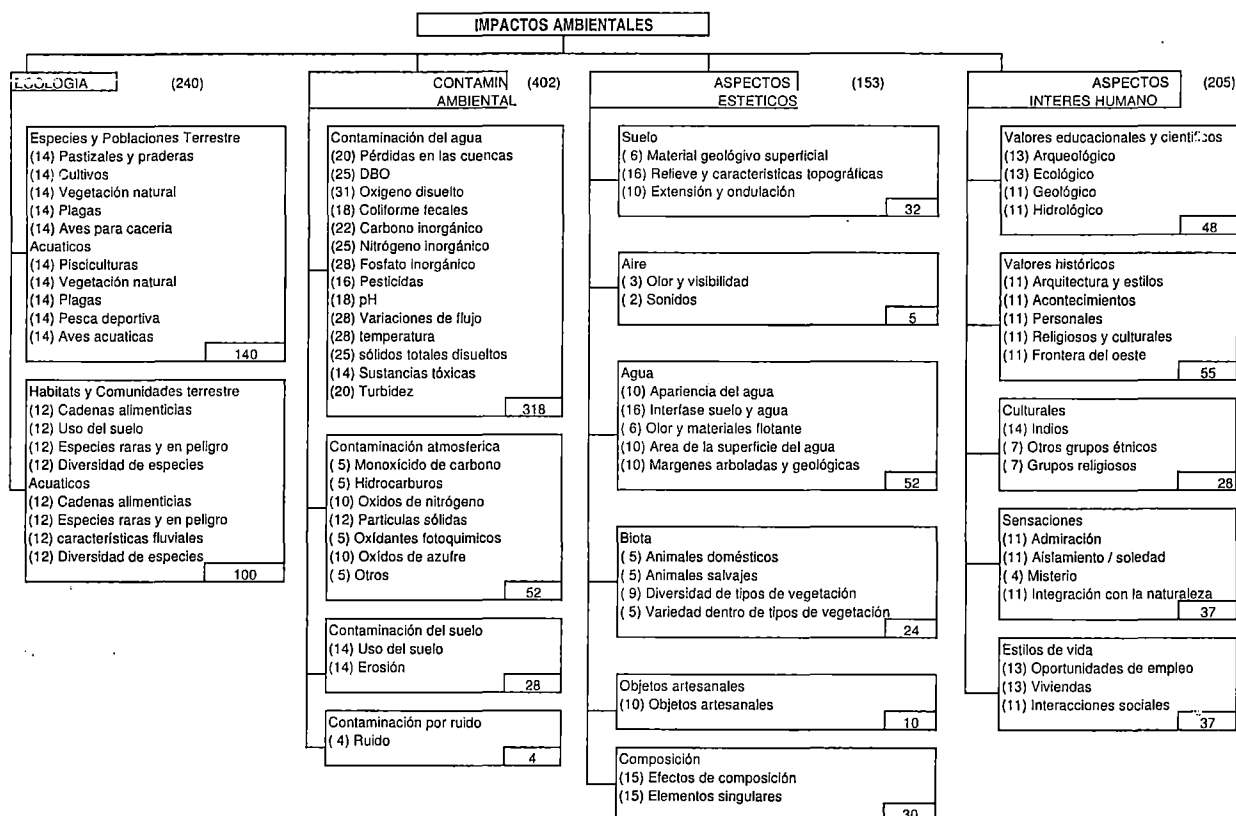 IMPACTOS AMBIENTALES
ECOLOGIA (240)
Especies y Poblaciones Terrestre
(14) Pastizales y praderas
(14) Cultivos
(14) Vegetación natural
(14) Plagas
(14) Aves para caceria
Acuaticos
(14) Pisciculturas
(14) Vegetación natural
(14) Plagas
(14) Pesca deportiva
(14) Aves acuaticas
140
Habitats y Comunidades terrestre
(12) Cadenas alimenticias
(12) Uso del suelo
(12) Especies raras y en peligro
(12) Diversidad de especies
Acuaticos
(12) Cadenas alimenticias
(12) Especies raras y en peligro
(12) características fluviales
(12) Diversidad de especies
100
CONTAMIN (402)
AMBIENTAL
Contaminación del agua
(20) Pérdidas en las cuencas
(25) DBO
(31) Oxigeno disuelto
(18) Coliforme fecales
(22) Carbono inorgánico
(25) Nitrógeno inorgánico
(28) Fosfato inorgánico
(16) Pesticidas
(18) pH
(28) Variaciones de flujo
(28) temperatura
(25) sólidos totales disueltos
(14) Sustancias tóxicas
(20) Turbidez
318
Contaminación atmosferica
( 5) Monoxícido de carbono
( 5) Hidrocarburos
(10) Oxidos de nitrógeno
(12) Particulas sólidas
( 5) Oxídantes fotoquimicos
(10) Oxídos de azufre
( 5) Otros
52
Contaminación del suelo
(14) Uso del suelo
(14) Erosión
28
Contaminación por ruido
( 4) Ruido
4
ASPECTOS (153)
ESTETICOS
Suelo
( 6) Material geológivo superficial
(16) Relieve y características topográficas
(10) Extensión y ondulación
32
Aire
( 3) Olor y visibilidad
( 2) Sonidos
5
Agua
(10) Apariencia del agua
(16) Interfase suelo y agua
( 6) Olor y materiales flotante
(10) Area de la superficie del agua
(10) Margenes arboladas y geológicas
52
Biota
( 5) Animales domésticos
( 5) Animales salvajes
( 9) Diversidad de tipos de vegetación
( 5) Variedad dentro de tipos de vegetación
24
Objetos artesanales
(10) Objetos artesanales
10
Composición
(15) Efectos de composición
(15) Elementos singulares
30
ASPECTOS (205)
INTERES HUMANO
Valores educacionales y cientificos
(13) Arqueológico
(13) Ecológico
(11) Geológico
(11) Hidrológico
48
Valores históricos
(11) Arquitectura y estilos
(11) Acontecimientos
(11) Personales
(11) Religiosos y culturales
(11) Frontera del oeste
55
Culturales
(14) Indios
( 7) Otros grupos étnicos
( 7) Grupos religiosos
28
Sensaciones
(11) Admiración
(11) Aislamiento / soledad
( 4) Misterio
(11) Integración con la naturaleza
37
Estilos de vida
(13) Oportunidades de empleo
(13) Viviendas
(11) Interacciones sociales
37